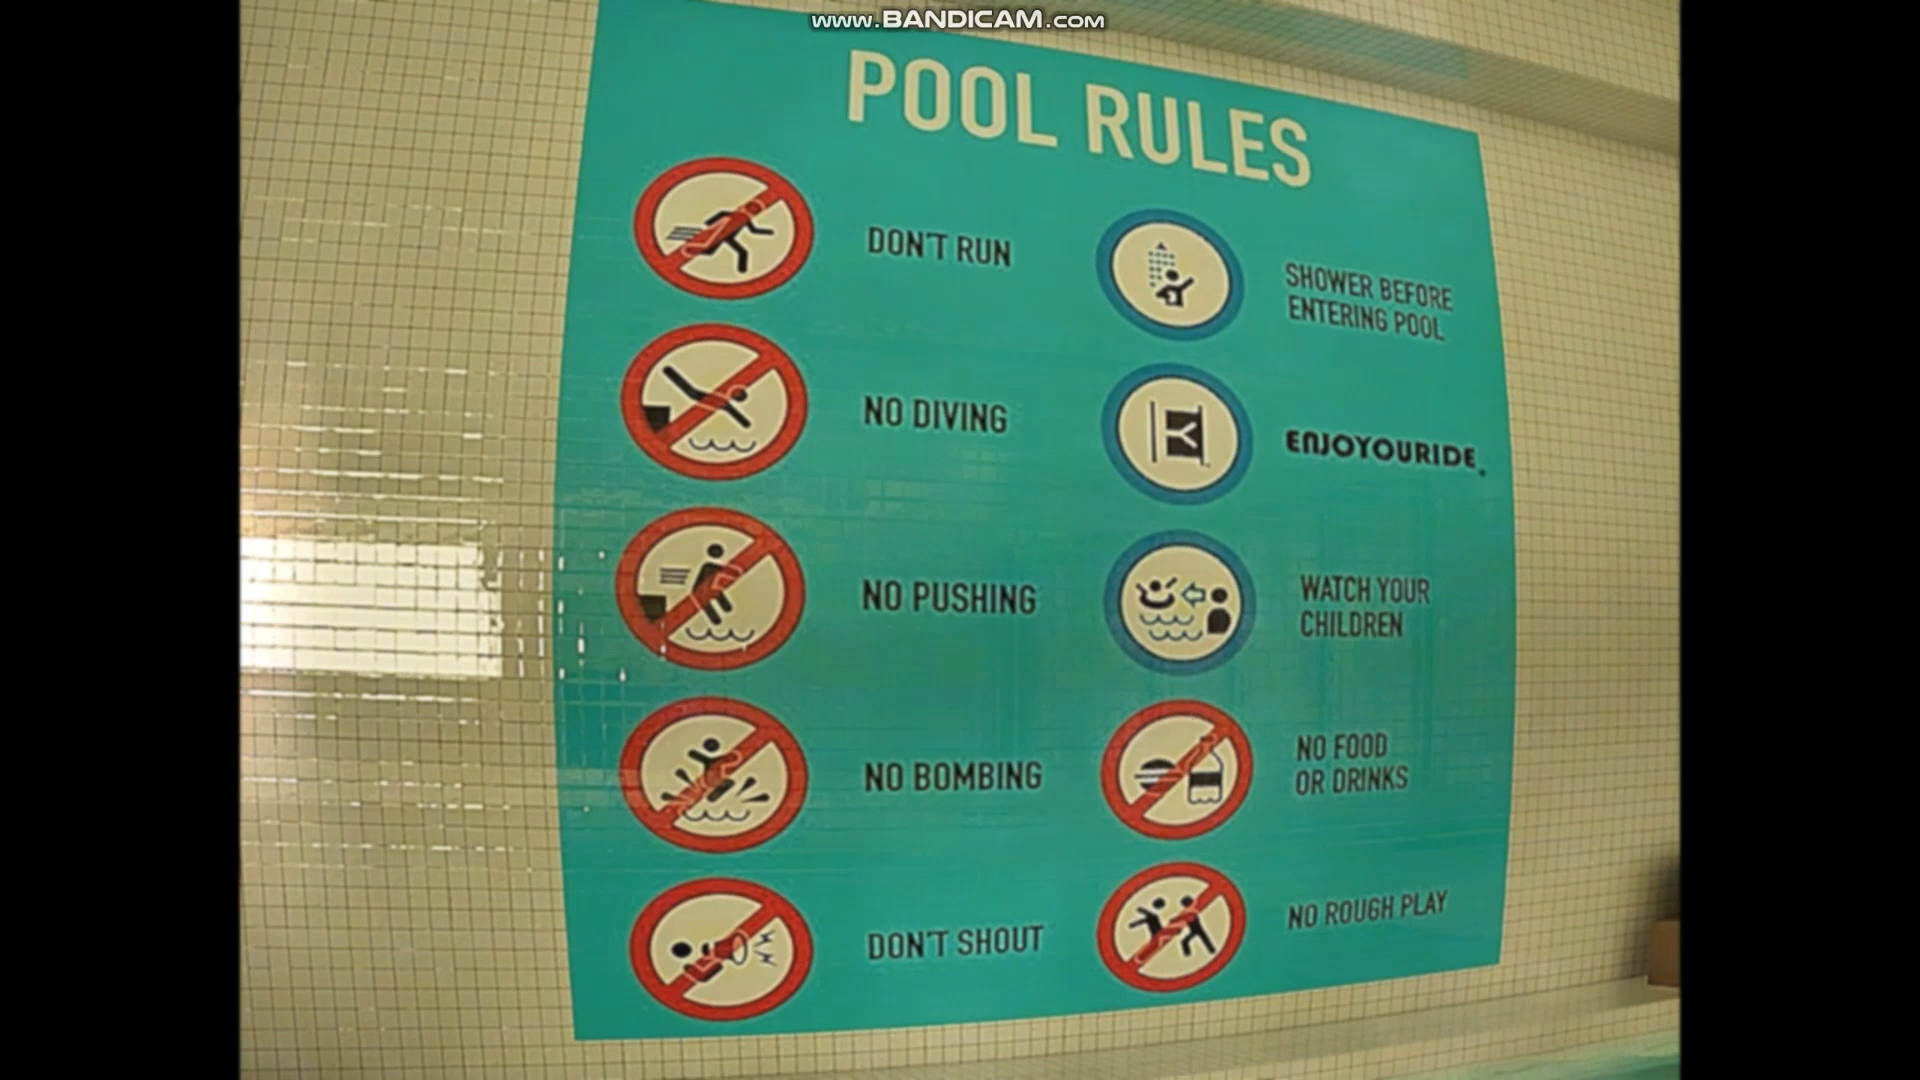 www.BANDICAM.com
POOL RULES
DON'T RUN
NO DIVING
NO PUSHING
NO BOMBING
DON'T SHOUT
SHOWER BEFORE
ENTERING POOL
ENJOYOURIDE
WATCH YOUR
CHILDREN
NO FOOD
OR DRINKS
NO ROUGH PLAY